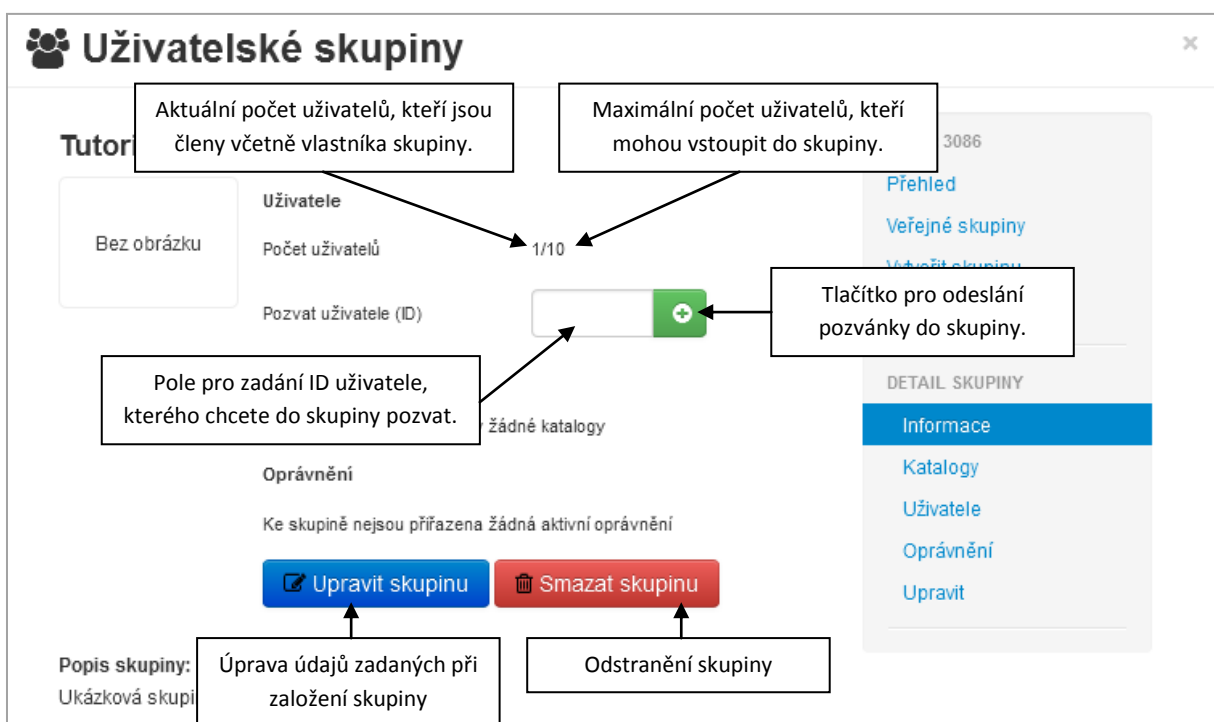 Uživatelské skupiny
×
Aktuální počet uživatelů, kteří jsou
členy včetně vlastníka skupiny.
Maximální počet uživatelů, kteří
mohou vstoupit do skupiny.
3086
Přehled
Veřejné skupiny
Bez obrázku
Uživatele
Počet uživatelů
1/10
Pozvat uživatele (ID)
Tlačítko pro odeslání
pozvánky do skupiny.
Pole pro zadání ID uživatele,
kterého chcete do skupiny pozvat.
žádné katalogy
Oprávnění
Ke skupině nejsou přířazena žádná aktivní oprávnění
Upravit skupinu
Smazat skupinu
DETAIL SKUPINY
Informace
Katalogy
Uživatele
Oprávnění
Upravit
Úprava údajů zadaných při
založení skupiny
Odstranění skupiny
Popis skupiny:
Ukázková